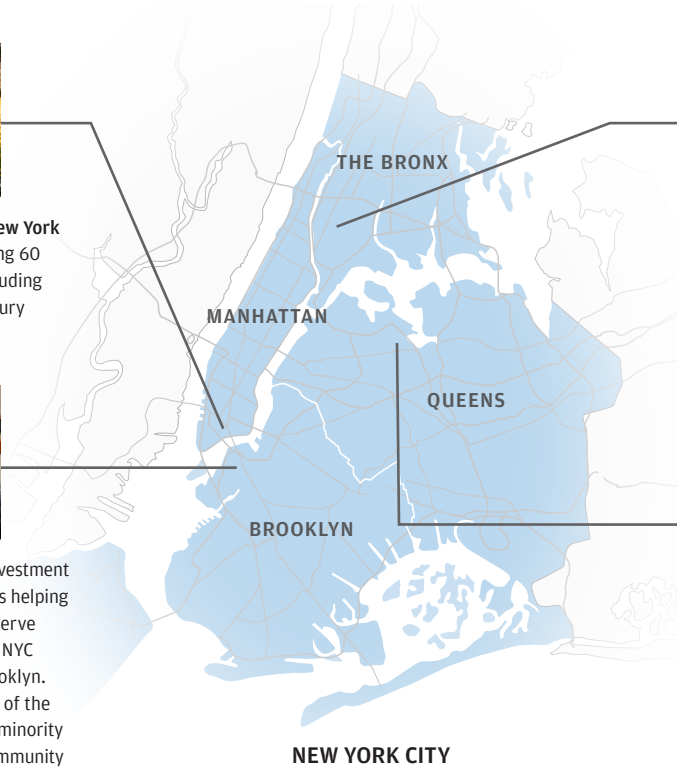 THE BRONX
ew York
ng 60
uding
ury
MANHATTAN
QUEENS
BROOKLYN
vestment
s helping
erve
NYC
oklyn.
of the
minority
mmunity
NEW YORK CITY